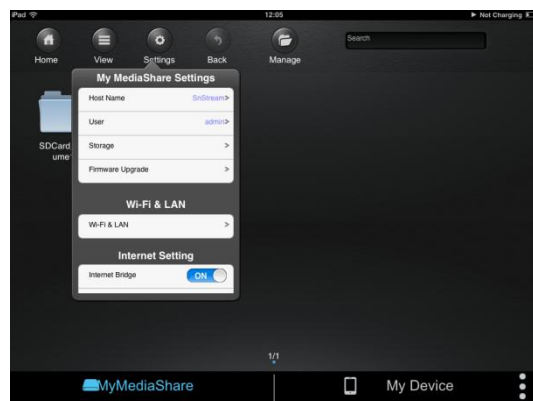 iPad
12:05
Not Charging
Home
View
Settings
Back
Manage
Search
My MediaShare Settings
Host Name
SnStream>
User
admin>
Storage
>
Firmware Upgrade
>
SDCard
ume
Wi-Fi & LAN
Wi-Fi & LAN
>
Internet Setting
Internet Bridge
ON
1/1
MyMediaShare
My Device